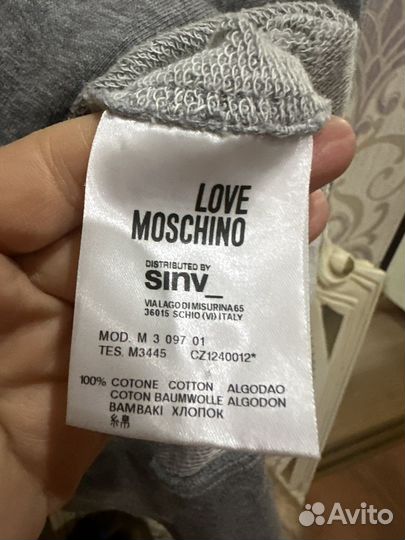 LOVE
MOSCHINO
DISTRIBUTED BY
sinv_
VIA LAGO DI MISURINA 65
36015 SCHIO (VI) ITALY
MOD. M 3 097 01
TES. M3445 CZ1240012*
100% COTONE COTTON ALGODAO
COTON BAUMWOLLE ALGODON
BAMBAKI ХЛОПОК
綿
Avito